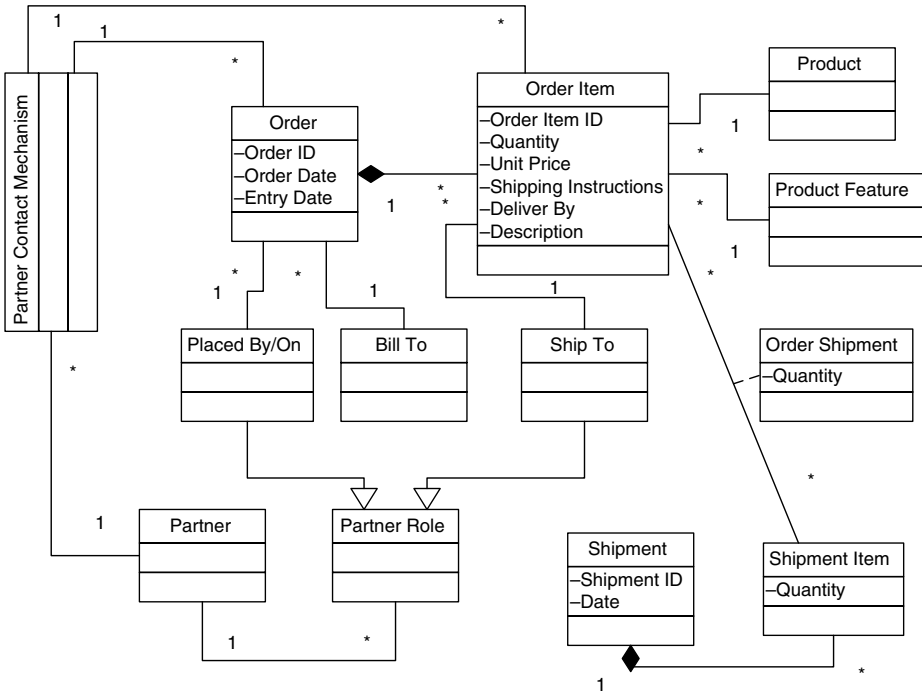 1
*
1
*
Partner Contact Mechanism
Order
–Order ID
–Order Date
–Entry Date
Order Item
–Order Item ID
–Quantity
–Unit Price
–Shipping Instructions
–Deliver By
–Description
Product
1
*
Product Feature
*
1
1
*
*
*
1
*
1
1
*
Placed By/On
Bill To
Ship To
Order Shipment
–Quantity
*
*
1
Partner
Partner Role
1
*
Shipment
–Shipment ID
–Date
Shipment Item
–Quantity
1
*